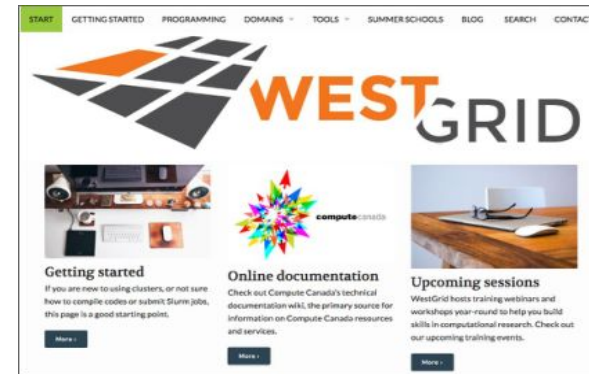 START GETTING STARTED PROGRAMMING DOMAINS TOOLS SUMMER SCHOOLS BLOG SEARCH CONTACT
WESTGRID
computecanada
Getting started
If you are new to using clusters, or not sure
how to compile codes or submit Slurm jobs,
this page is a good starting point.
More ›
Online documentation
Check out Compute Canada's technical
documentation wiki, the primary source for
information on Compute Canada resources
and services.
More ›
Upcoming sessions
WestGrid hosts training webinars and
workshops year-round to help you build
skills in computational research. Check out
our upcoming training events.
More ›